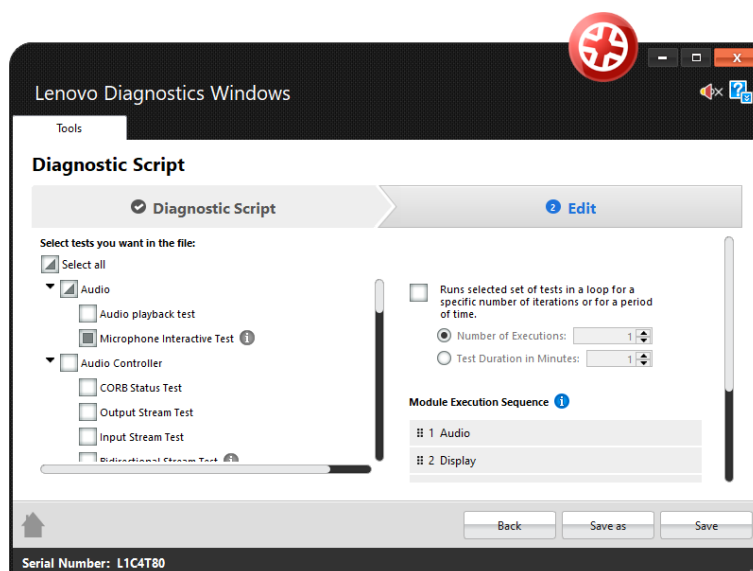 Lenovo Diagnostics Windows
Tools
Diagnostic Script
Diagnostic Script
2 Edit
Select tests you want in the file:
Select all
Audio
Audio playback test
Microphone Interactive Test
Audio Controller
CORB Status Test
Output Stream Test
Input Stream Test
Bidirectional Stream Test
Runs selected set of tests in a loop for a
specific number of iterations or for a period
of time.
Number of Executions: 1
Test Duration in Minutes: 1
Module Execution Sequence
1 Audio
2 Display
Back
Save as
Save
Serial Number: L1C4T80